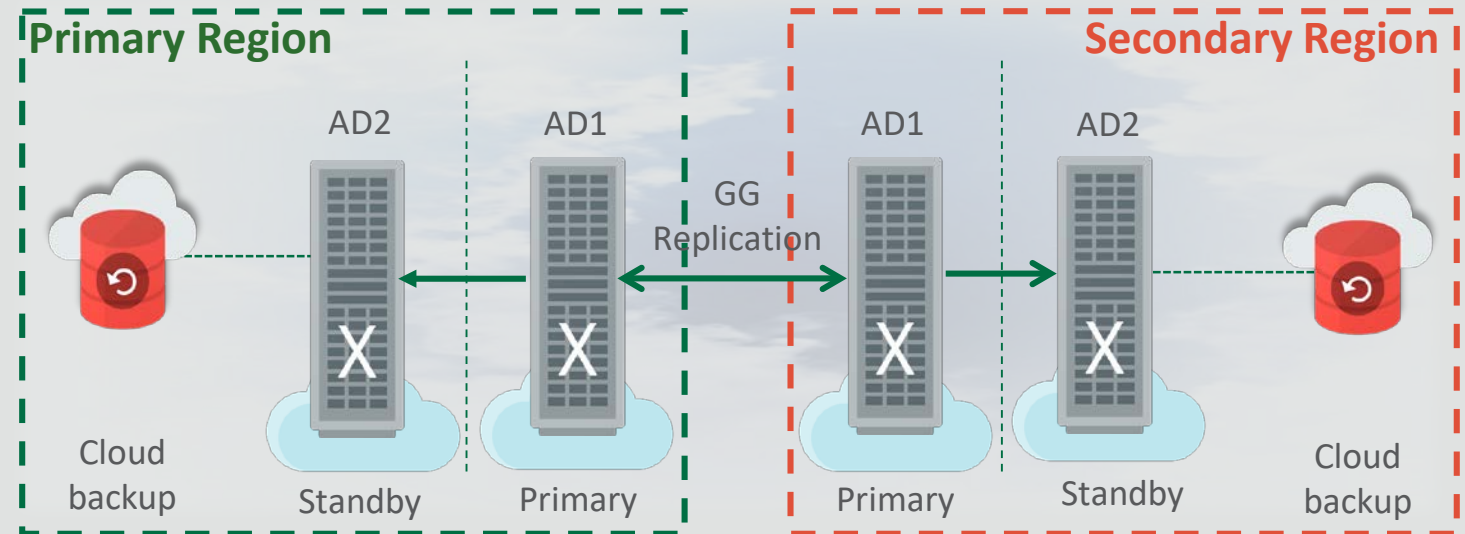 Primary Region
Secondary Region
AD2
AD1
AD1
AD2
GG
Replication
X
X
X
X
Cloud
backup
Standby
Primary
Primary
Standby
Cloud
backup